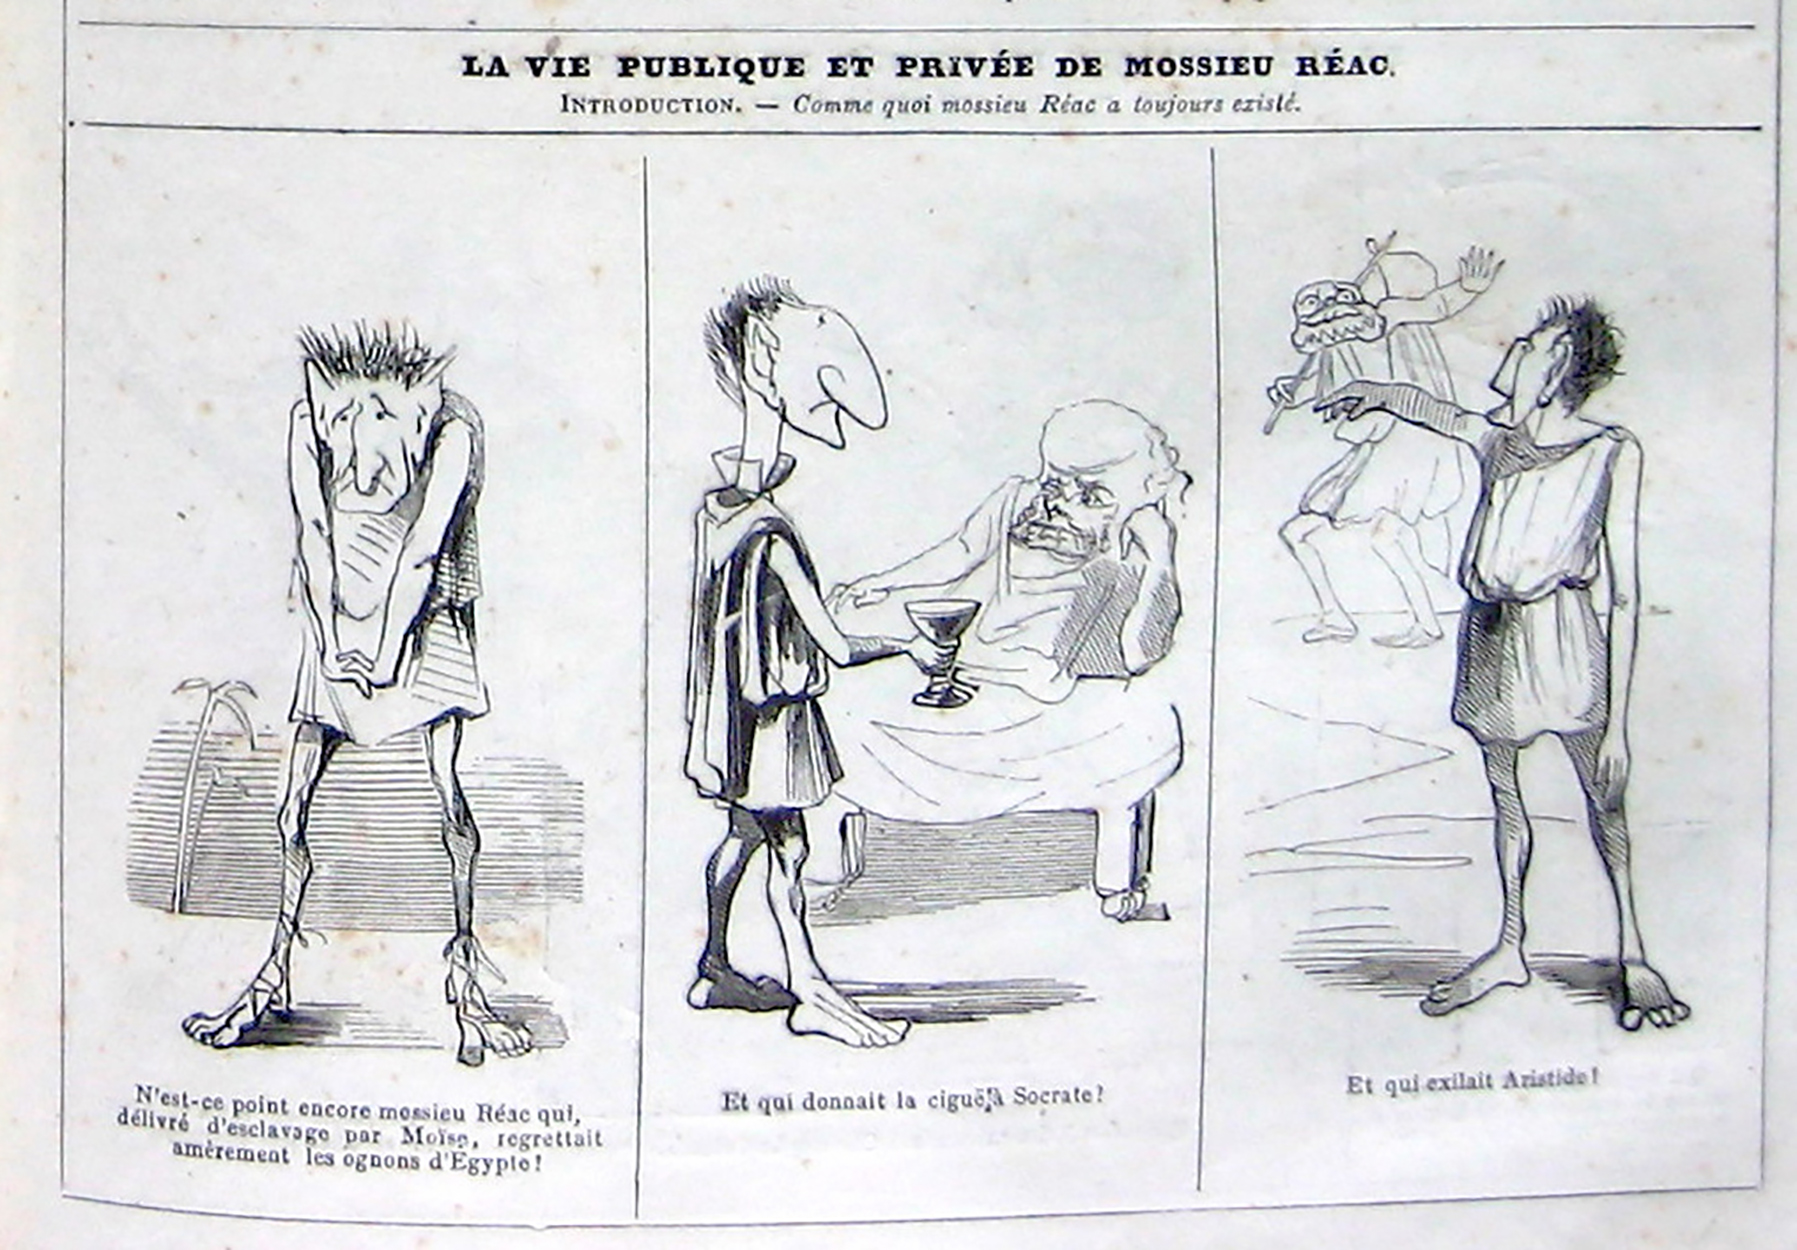 LA VIE PUBLIQUE ET PRIVÉE DE MOSSIEU RÉAC.
INTRODUCTION. — Comme quoi mossieu Réac a toujours existé.
N'est-ce point encore mossieu Réac qui,
délivré d'esclavage par Moïse, regrettait
amèrement les ognons d'Egypte!
Et qui donnait la ciguë à Socrate?
Et qui exilait Aristide!